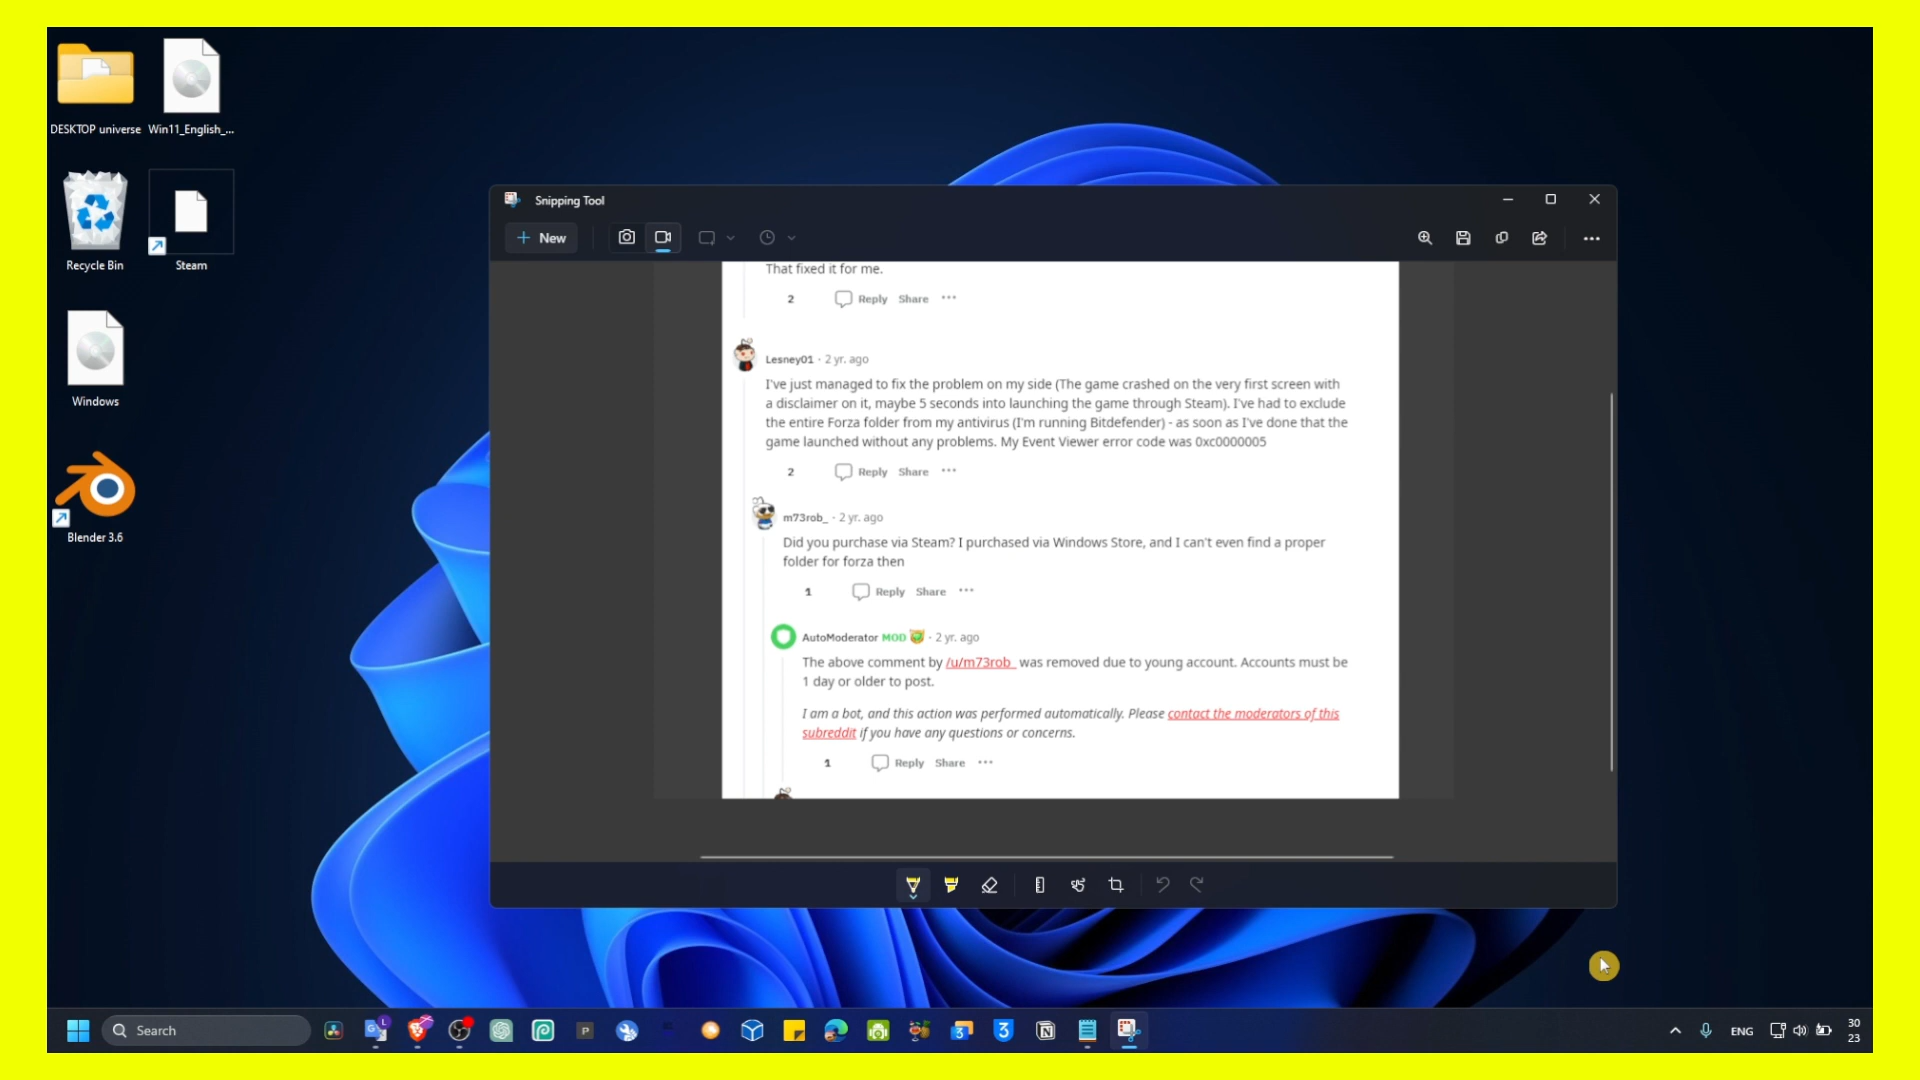 DESKTOP universe
Win11_English_...
Recycle Bin
Steam
Windows
Blender 3.6
Snipping Tool
New
That fixed it for me.
2 Reply Share ...
Lesney01 · 2 yr. ago
I've just managed to fix the problem on my side (The game crashed on the very first screen with
a disclaimer on it, maybe 5 seconds into launching the game through Steam). I've had to exclude
the entire Forza folder from my antivirus (I'm running Bitdefender) - as soon as I've done that the
game launched without any problems. My Event Viewer error code was 0xc0000005
2 Reply Share ...
m73rob_ · 2 yr. ago
Did you purchase via Steam? I purchased via Windows Store, and I can't even find a proper
folder for forza then
1 Reply Share ...
AutoModerator MOD · 2 yr. ago
The above comment by /u/m73rob_ was removed due to young account. Accounts must be
1 day or older to post.
I am a bot, and this action was performed automatically. Please contact the moderators of this
subreddit if you have any questions or concerns.
1 Reply Share ...
Search
L
P
3
3
N
ENG
30
23